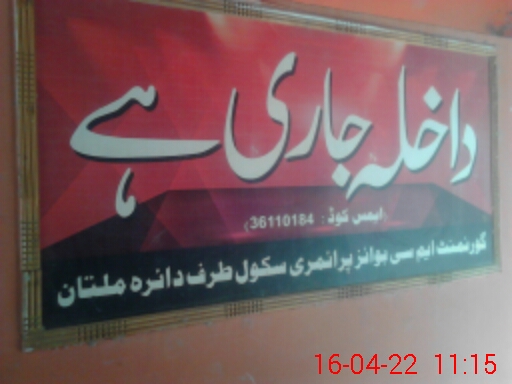 داخلہ جاری ہے
(ایمس کوڈ : 36110184)
گورنمنٹ ایم سی بوائز پرائمری سکول طرف دائرہ ملتان
16-04-22 11:15